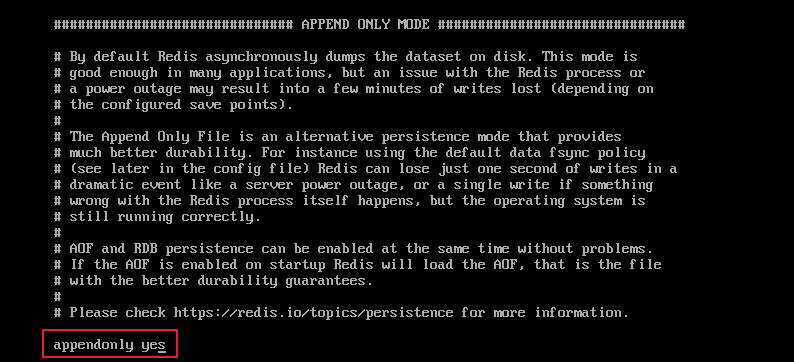 ############################## APPEND ONLY MODE ###############################
# By default Redis asynchronously dumps the dataset on disk. This mode is
# good enough in many applications, but an issue with the Redis process or
# a power outage may result into a few minutes of writes lost (depending on
# the configured save points).
#
# The Append Only File is an alternative persistence mode that provides
# much better durability. For instance using the default data fsync policy
# (see later in the config file) Redis can lose just one second of writes in a
# dramatic event like a server power outage, or a single write if something
# wrong with the Redis process itself happens, but the operating system is
# still running correctly.
#
# AOF and RDB persistence can be enabled at the same time without problems.
# If the AOF is enabled on startup Redis will load the AOF, that is the file
# with the better durability guarantees.
#
# Please check https://redis.io/topics/persistence for more information.
appendonly yes